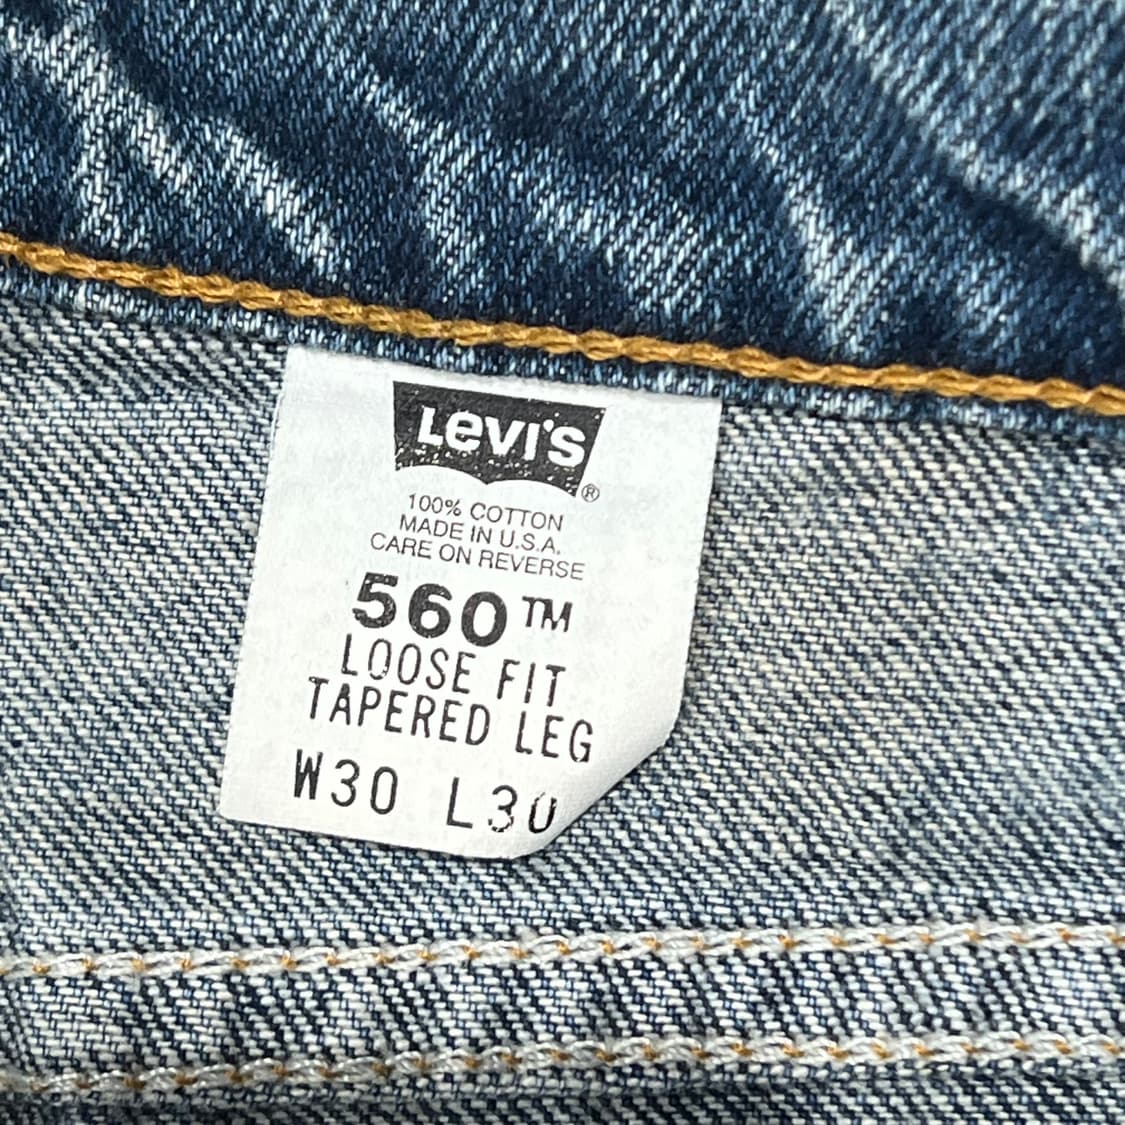 Levi's ®
100% COTTON
MADE IN U.S.A.
CARE ON REVERSE
560™
LOOSE FIT
TAPERED LEG
W30 L30